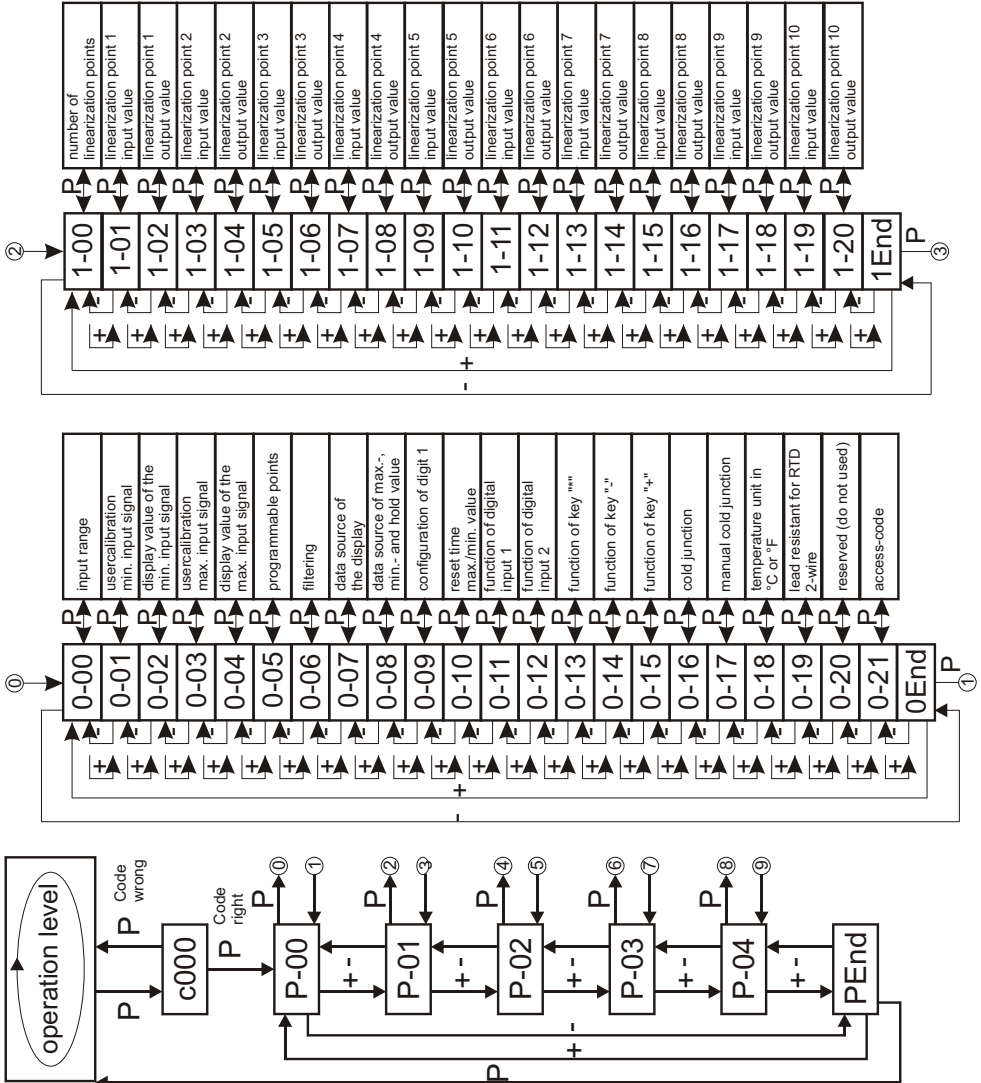 operation level
P
P
Code
wrong
c000
P
Code
right
P-00
P
0
1
+ -
P-01
P
2
3
+ -
P-02
P
4
5
+ -
P-03
P
6
7
+ -
P-04
P
8
9
+ -
PEnd
+ -
P
0
0-00
P
input range
0-01
P
usercalibration
min. input signal
0-02
P
display value of the
min. input signal
0-03
P
usercalibration
max. input signal
0-04
P
display value of the
max. input signal
0-05
P
programmable points
0-06
P
filtering
0-07
P
data source of
the display
0-08
P
data source of max.-,
min.- and hold value
0-09
P
configuration of digit 1
0-10
P
reset time
max./min. value
0-11
P
function of digital
input 1
0-12
P
function of digital
input 2
0-13
P
function of key "*"
0-14
P
function of key "-"
0-15
P
function of key "+"
0-16
P
cold junction
0-17
P
manual cold junction
0-18
P
temperature unit in
°C or °F
0-19
P
lead resistant for RTD
2-wire
0-20
P
reserved (do not used)
0-21
P
access-code
0End
P
1
- +
2
1-00
P
number of
linearization points
1-01
P
linearization point 1
input value
1-02
P
linearization point 1
output value
1-03
P
linearization point 2
input value
1-04
P
linearization point 2
output value
1-05
P
linearization point 3
input value
1-06
P
linearization point 3
output value
1-07
P
linearization point 4
input value
1-08
P
linearization point 4
output value
1-09
P
linearization point 5
input value
1-10
P
linearization point 5
output value
1-11
P
linearization point 6
input value
1-12
P
linearization point 6
output value
1-13
P
linearization point 7
input value
1-14
P
linearization point 7
output value
1-15
P
linearization point 8
input value
1-16
P
linearization point 8
output value
1-17
P
linearization point 9
input value
1-18
P
linearization point 9
output value
1-19
P
linearization point 10
input value
1-20
P
linearization point 10
output value
1End
P
3
- +